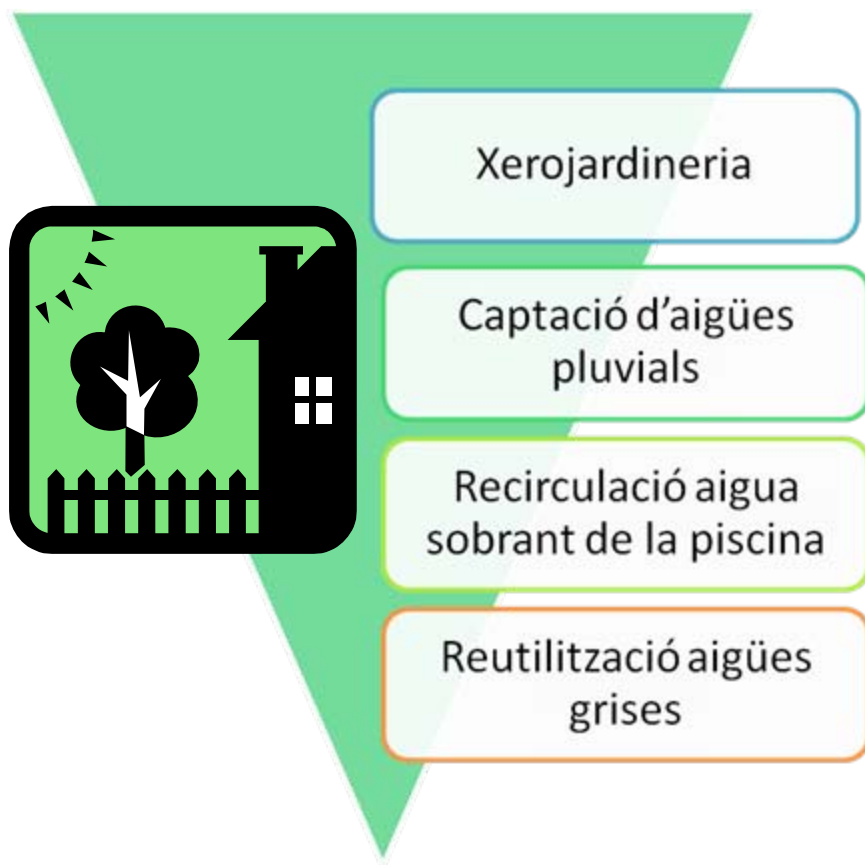 Xerojardineria
Captació d’aigües
pluvials
Recirculació aigua
sobrant de la piscina
Reutilització aigües
grises